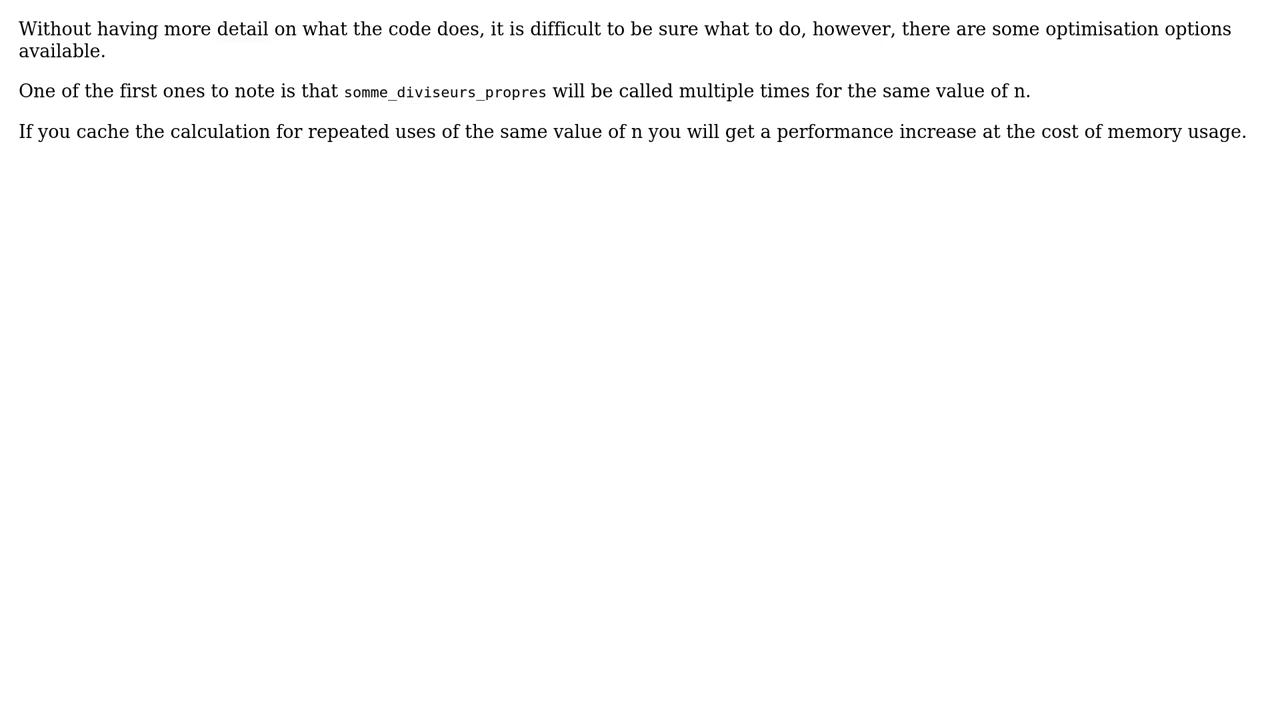 Without having more detail on what the code does, it is difficult to be sure what to do, however, there are some optimisation options
available.
One of the first ones to note is that somme_diviseurs_propres will be called multiple times for the same value of n.
If you cache the calculation for repeated uses of the same value of n you will get a performance increase at the cost of memory usage.